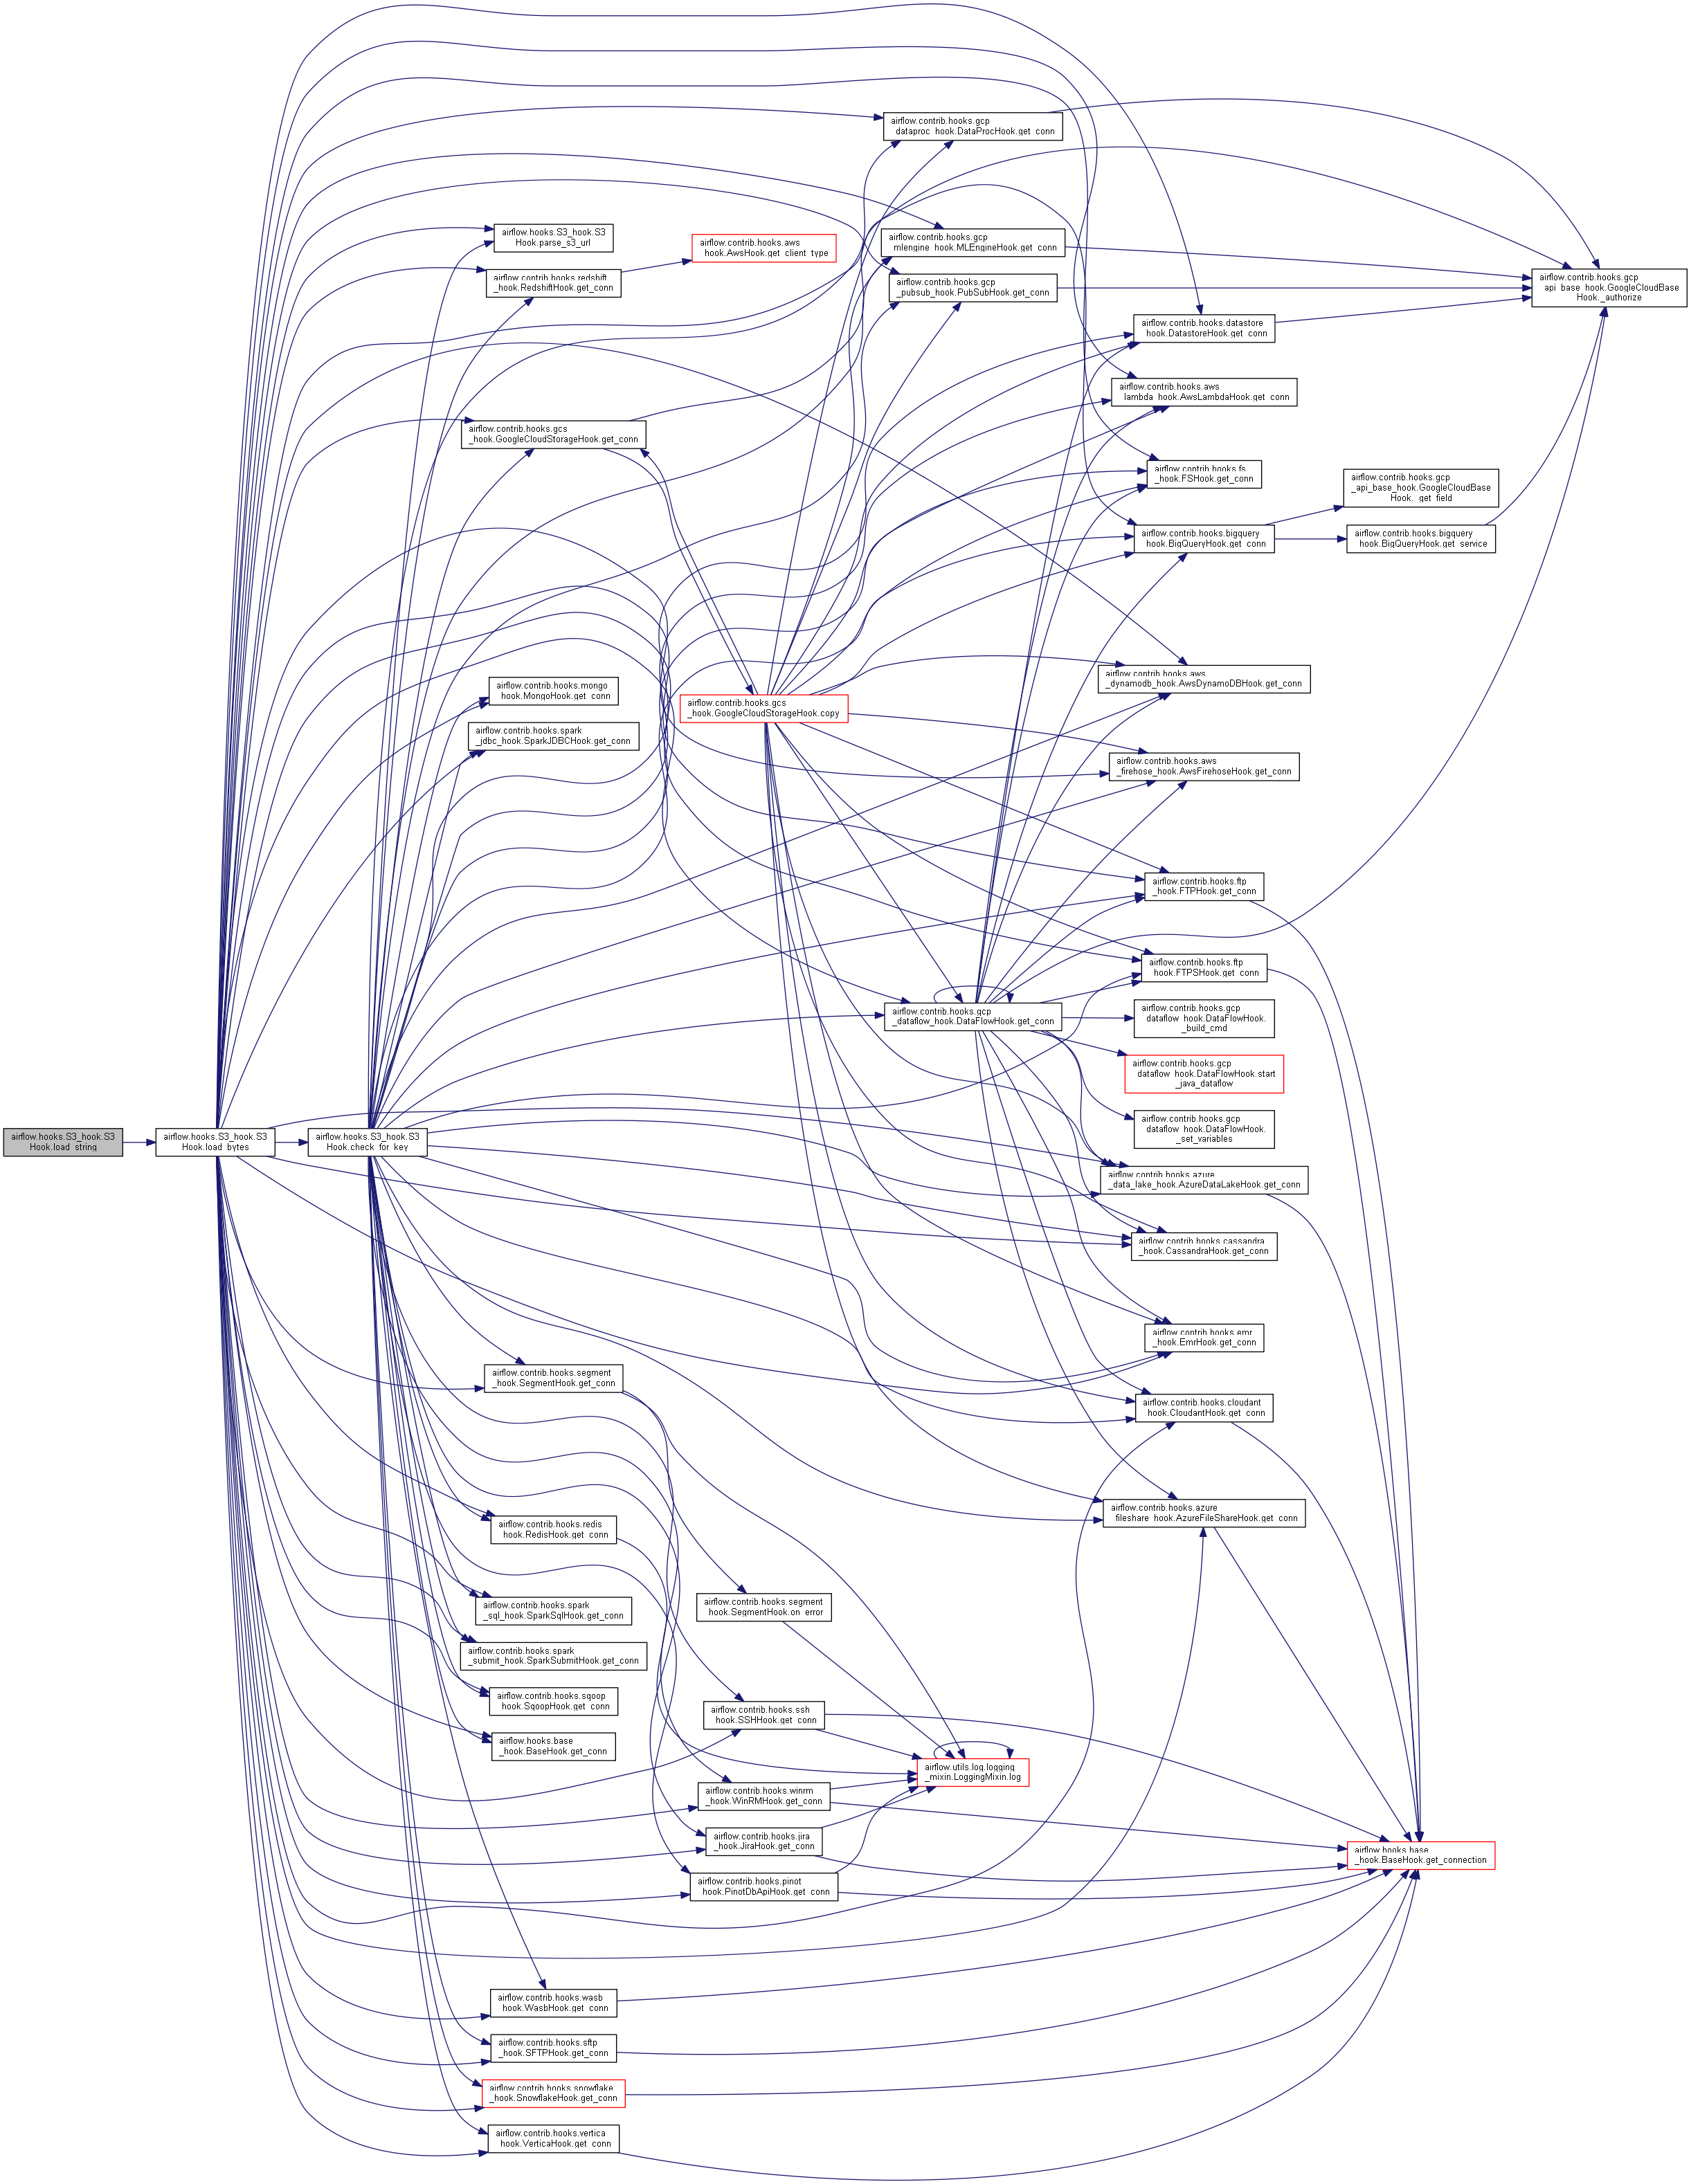 airflow.hooks.S3_hook.S3
Hook.load_string
airflow.hooks.S3_hook.S3
Hook.load_bytes
airflow.hooks.S3_hook.S3
Hook.check_for_key
airflow.hooks.S3_hook.S3
Hook.parse_s3_url
airflow.contrib.hooks.redshift
_hook.RedshiftHook.get_conn
airflow.contrib.hooks.aws
_hook.AwsHook.get_client_type
airflow.contrib.hooks.gcs
_hook.GoogleCloudStorageHook.get_conn
airflow.contrib.hooks.mongo
_hook.MongoHook.get_conn
airflow.contrib.hooks.spark
_jdbc_hook.SparkJDBCHook.get_conn
airflow.contrib.hooks.gcs
_hook.GoogleCloudStorageHook.copy
airflow.contrib.hooks.gcp
_dataproc_hook.DataProcHook.get_conn
airflow.contrib.hooks.gcp
_mlengine_hook.MLEngineHook.get_conn
airflow.contrib.hooks.gcp
_pubsub_hook.PubSubHook.get_conn
airflow.contrib.hooks.gcp
_api_base_hook.GoogleCloudBase
Hook._authorize
airflow.contrib.hooks.datastore
_hook.DatastoreHook.get_conn
airflow.contrib.hooks.aws
_lambda_hook.AwsLambdaHook.get_conn
airflow.contrib.hooks.fs
_hook.FSHook.get_conn
airflow.contrib.hooks.gcp
_api_base_hook.GoogleCloudBase
Hook._get_field
airflow.contrib.hooks.bigquery
_hook.BigQueryHook.get_conn
airflow.contrib.hooks.bigquery
_hook.BigQueryHook.get_service
airflow.contrib.hooks.aws
_dynamodb_hook.AwsDynamoDBHook.get_conn
airflow.contrib.hooks.aws
_firehose_hook.AwsFirehoseHook.get_conn
airflow.contrib.hooks.ftp
_hook.FTPHook.get_conn
airflow.contrib.hooks.ftp
_hook.FTPSHook.get_conn
airflow.contrib.hooks.gcp
_dataflow_hook.DataFlowHook.get_conn
airflow.contrib.hooks.gcp
_dataflow_hook.DataFlowHook.
_build_cmd
airflow.contrib.hooks.gcp
_dataflow_hook.DataFlowHook.start
_java_dataflow
airflow.contrib.hooks.gcp
_dataflow_hook.DataFlowHook.
_set_variables
airflow.contrib.hooks.azure
_data_lake_hook.AzureDataLakeHook.get_conn
airflow.contrib.hooks.cassandra
_hook.CassandraHook.get_conn
airflow.contrib.hooks.emr
_hook.EmrHook.get_conn
airflow.contrib.hooks.cloudant
_hook.CloudantHook.get_conn
airflow.contrib.hooks.azure
_fileshare_hook.AzureFileShareHook.get_conn
airflow.contrib.hooks.segment
_hook.SegmentHook.get_conn
airflow.contrib.hooks.redis
_hook.RedisHook.get_conn
airflow.contrib.hooks.spark
_sql_hook.SparkSqlHook.get_conn
airflow.contrib.hooks.spark
_submit_hook.SparkSubmitHook.get_conn
airflow.contrib.hooks.sqoop
_hook.SqoopHook.get_conn
airflow.hooks.base
_hook.BaseHook.get_conn
airflow.contrib.hooks.segment
_hook.SegmentHook.on_error
airflow.contrib.hooks.ssh
_hook.SSHHook.get_conn
airflow.utils.log.logging
_mixin.LoggingMixin.log
airflow.contrib.hooks.winrm
_hook.WinRMHook.get_conn
airflow.contrib.hooks.jira
_hook.JiraHook.get_conn
airflow.contrib.hooks.pinot
_hook.PinotDbApiHook.get_conn
airflow.hooks.base
_hook.BaseHook.get_connection
airflow.contrib.hooks.wasb
_hook.WasbHook.get_conn
airflow.contrib.hooks.sftp
_hook.SFTPHook.get_conn
airflow.contrib.hooks.snowflake
_hook.SnowflakeHook.get_conn
airflow.contrib.hooks.vertica
_hook.VerticaHook.get_conn